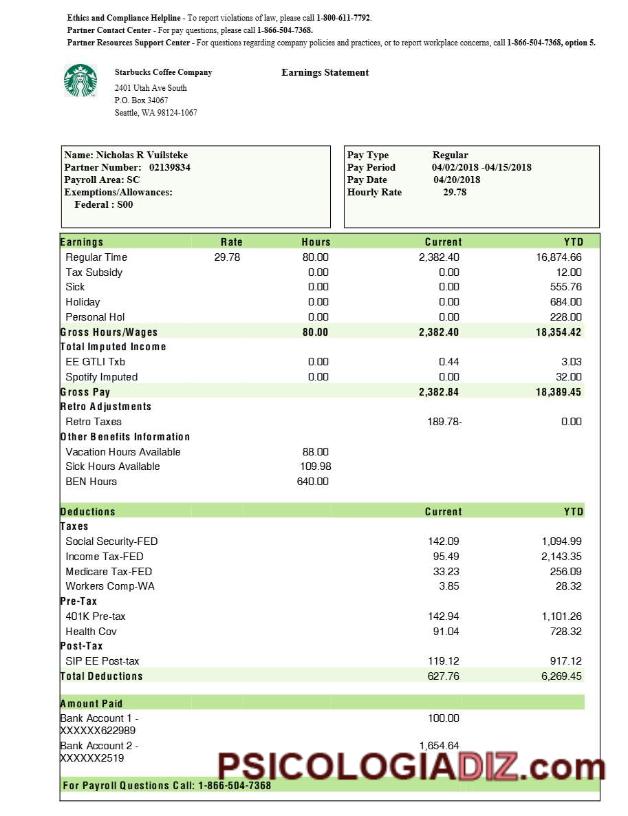 Ethics and Compliance Helpline - To report violations of law, please call 1-800-611-7792.
Partner Contact Center - For pay questions, please call 1-866-504-7368.
Partner Resources Support Center - For questions regarding company policies and practices, or to report workplace concerns, call 1-866-504-7368, option 5.
Starbucks Coffee Company Earnings Statement
2401 Utah Ave South
P.O. Box 34067
Seattle, WA 98124-1067
Name: Nicholas R Vuilsteke
Partner Number: 02139834
Payroll Area: SC
Exemptions/Allowances:
Federal : S00
Pay Type Regular
Pay Period 04/02/2018 -04/15/2018
Pay Date 04/20/2018
Hourly Rate 29.78
Earnings Rate Hours Current YTD
Regular Time 29.78 80.00 2,382.40 16,874.66
Tax Subsidy 0.00 0.00 12.00
Sick 0.00 0.00 555.76
Holiday 0.00 0.00 684.00
Personal Hol 0.00 0.00 228.00
Gross Hours/Wages 80.00 2,382.40 18,354.42
Total Imputed Income
EE GTLI Txb 0.00 0.44 3.03
Spotify Imputed 0.00 0.00 32.00
Gross Pay 2,382.84 18,389.45
Retro Adjustments
Retro Taxes 189.78- 0.00
Other Benefits Information
Vacation Hours Available 88.00
Sick Hours Available 109.98
BEN Hours 640.00
Deductions Current YTD
Taxes
Social Security-FED 142.09 1,094.99
Income Tax-FED 95.49 2,143.35
Medicare Tax-FED 33.23 256.09
Workers Comp-WA 3.85 28.32
Pre-Tax
401K Pre-tax 142.94 1,101.26
Health Cov 91.04 728.32
Post-Tax
SIP EE Post-tax 119.12 917.12
Total Deductions 627.76 6,269.45
Amount Paid
Bank Account 1 - 100.00
XXXXXX622989
Bank Account 2 - 1,654.64
XXXXXX2519
PSICOLOGIADIZ.com
For Payroll Questions Call: 1-866-504-7368